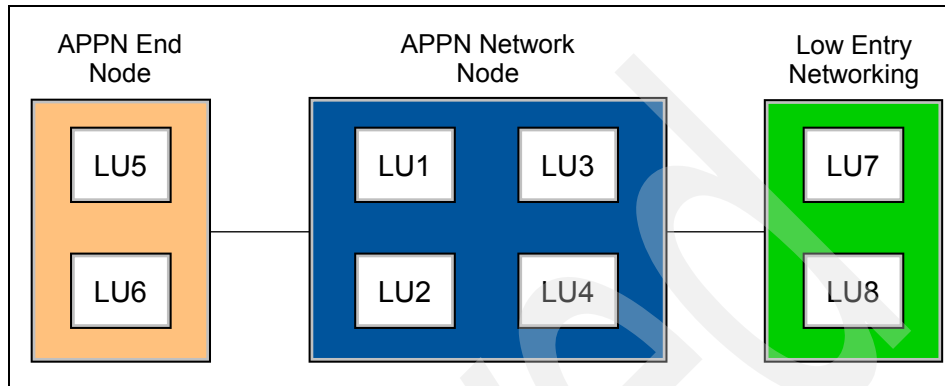 APPN End
Node
APPN Network
Node
Low Entry
Networking
LU5
LU1
LU3
LU7
LU6
LU2
LU4
LU8